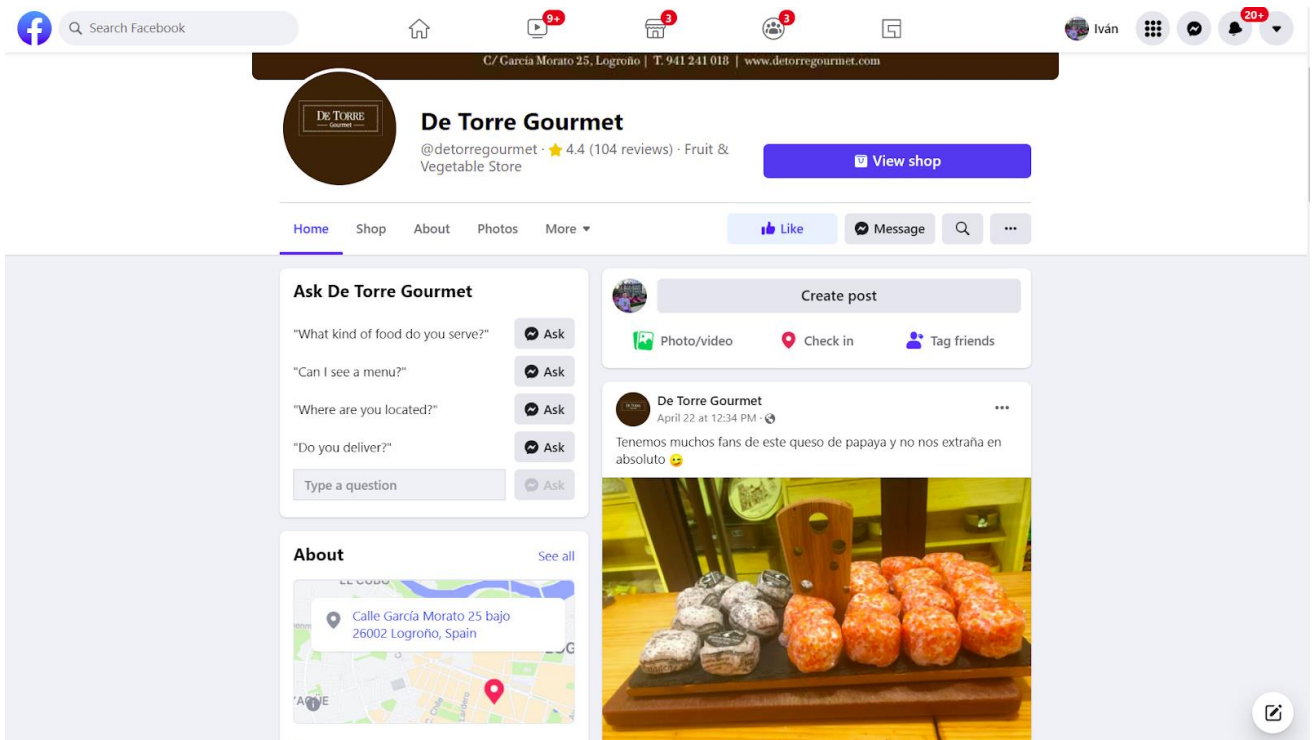 Search Facebook
9+
3
3
Iván
20+
C/ García Morato 25, Logroño | T. 941 241 018 | www.detorregourmet.com
DE TORRE
Gourmet
De Torre Gourmet
@detorregourmet · 4.4 (104 reviews) · Fruit &
Vegetable Store
View shop
Home
Shop
About
Photos
More
Like
Message
Ask De Torre Gourmet
"What kind of food do you serve?"
Ask
"Can I see a menu?"
Ask
"Where are you located?"
Ask
"Do you deliver?"
Ask
Type a question
Ask
About
See all
EL CUBO
Calle García Morato 25 bajo
26002 Logroño, Spain
Chile
Lardero
Create post
Photo/video
Check in
Tag friends
De Torre Gourmet
April 22 at 12:34 PM ·
Tenemos muchos fans de este queso de papaya y no nos extraña en
absoluto 😋